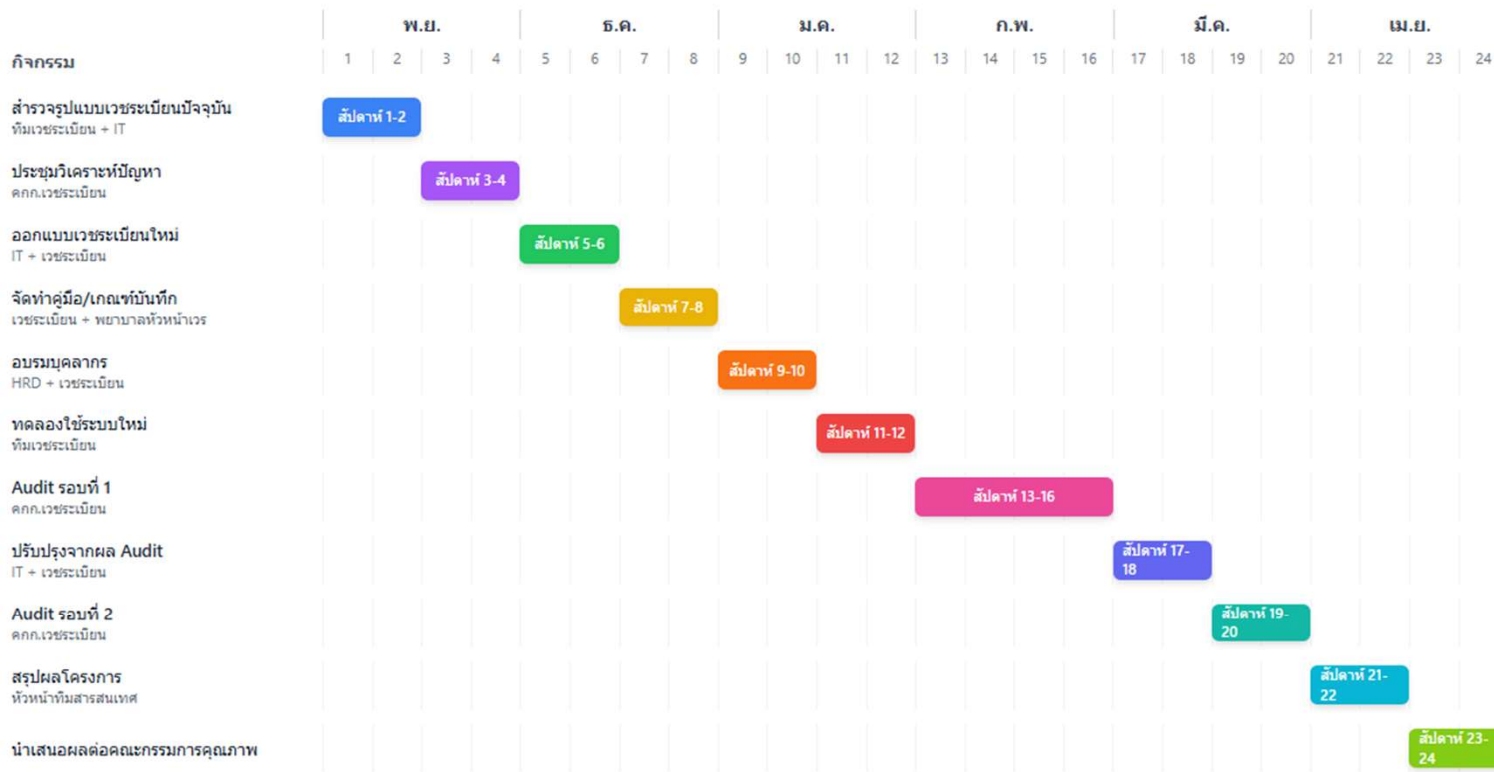 พ.ย. ธ.ค. ม.ค. ก.พ. มี.ค. เม.ย.
กิจกรรม 1 2 3 4 5 6 7 8 9 10 11 12 13 14 15 16 17 18 19 20 21 22 23 24
สำรวจรูปแบบเวชระเบียนปัจจุบัน
ทีมเวชระเบียน + IT
สัปดาห์ 1-2
ประชุมวิเคราะห์ปัญหา
คกก.เวชระเบียน
สัปดาห์ 3-4
ออกแบบเวชระเบียนใหม่
IT + เวชระเบียน
สัปดาห์ 5-6
จัดทำคู่มือ/เกณฑ์บันทึก
เวชระเบียน + พยาบาลหัวหน้าเวร
สัปดาห์ 7-8
อบรมบุคลากร
HRD + เวชระเบียน
สัปดาห์ 9-10
ทดลองใช้ระบบใหม่
ทีมเวชระเบียน
สัปดาห์ 11-12
Audit รอบที่ 1
คกก.เวชระเบียน
สัปดาห์ 13-16
ปรับปรุงจากผล Audit
IT + เวชระเบียน
สัปดาห์ 17-
18
Audit รอบที่ 2
คกก.เวชระเบียน
สัปดาห์ 19-
20
สรุปผลโครงการ
หัวหน้าทีมสารสนเทศ
สัปดาห์ 21-
22
นำเสนอผลต่อคณะกรรมการคุณภาพ
สัปดาห์ 23-
24